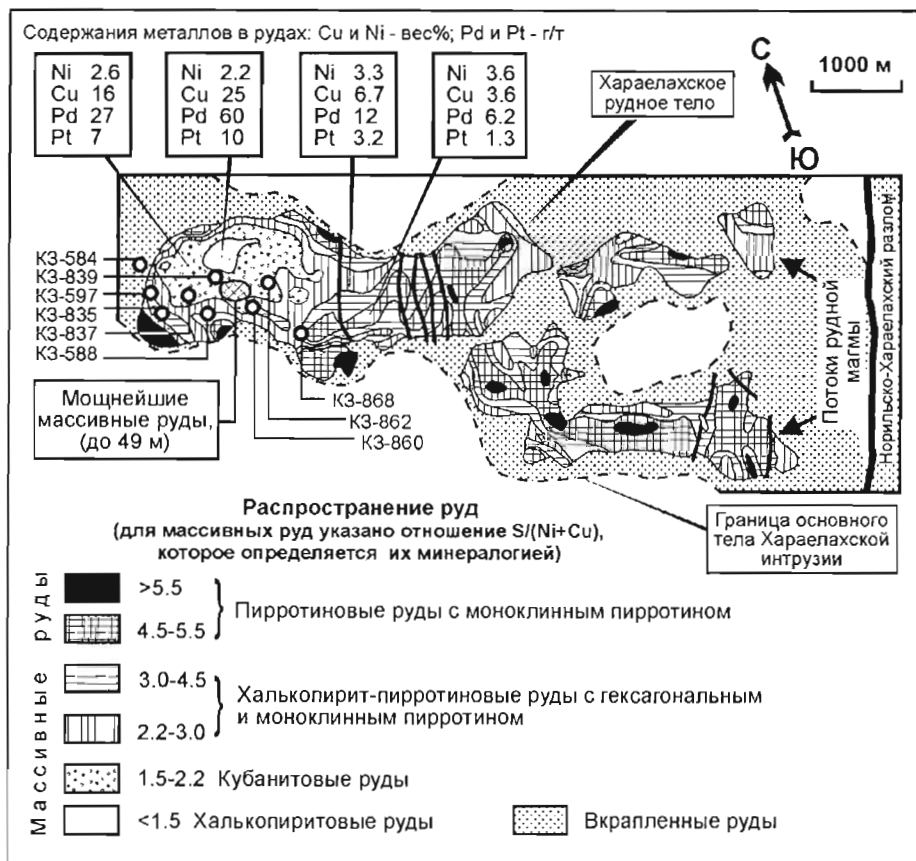 Содержания металлов в рудах: Cu и Ni - вес%; Pd и Pt - г/т
Ni 2.6
Cu 16
Pd 27
Pt 7
Ni 2.2
Cu 25
Pd 60
Pt 10
Ni 3.3
Cu 6.7
Pd 12
Pt 3.2
Ni 3.6
Cu 3.6
Pd 6.2
Pt 1.3
Хараелахское
рудное тело
С
Ю
1000 м
КЗ-584
КЗ-839
КЗ-597
КЗ-835
КЗ-837
КЗ-588
Мощнейшие
массивные руды,
(до 49 м)
КЗ-868
КЗ-862
КЗ-860
Потоки рудной
магмы
Норильско-Хараелахский разлом
Граница основного
тела Хараелахской
интрузии
Распространение руд
(для массивных руд указано отношение S/(Ni+Cu),
которое определяется их минералогией)
Массивные руды
>5.5
4.5-5.5
Пирротиновые руды с моноклинным пирротином
3.0-4.5
2.2-3.0
Халькопирит-пирротиновые руды с гексагональным
и моноклинным пирротином
1.5-2.2 Кубанитовые руды
<1.5 Халькопиритовые руды
Вкрапленные руды